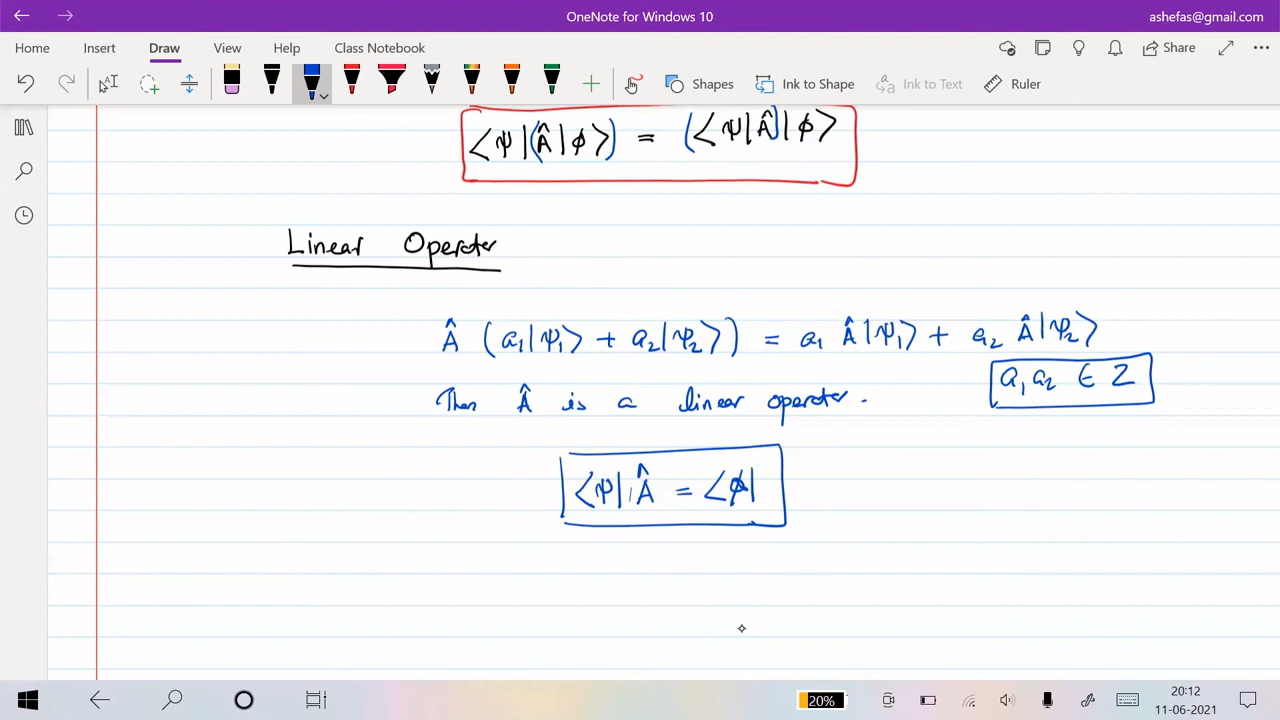 OneNote for Windows 10
ashefas@gmail.com
Home Insert Draw View Help Class Notebook Share
Shapes Ink to Shape Ink to Text Ruler
<Ψ|(Â|φ>) = (<Ψ|Â)|φ>
Linear Operator
Â (a₁|Ψ₁> + a₂|Ψ₂>) = a₁ Â|Ψ₁> + a₂ Â|Ψ₂>
a₁ a₂ ∈ Z
Then Â is a linear operator.
<Ψ|Â = <φ|
20%
20:12
11-06-2021